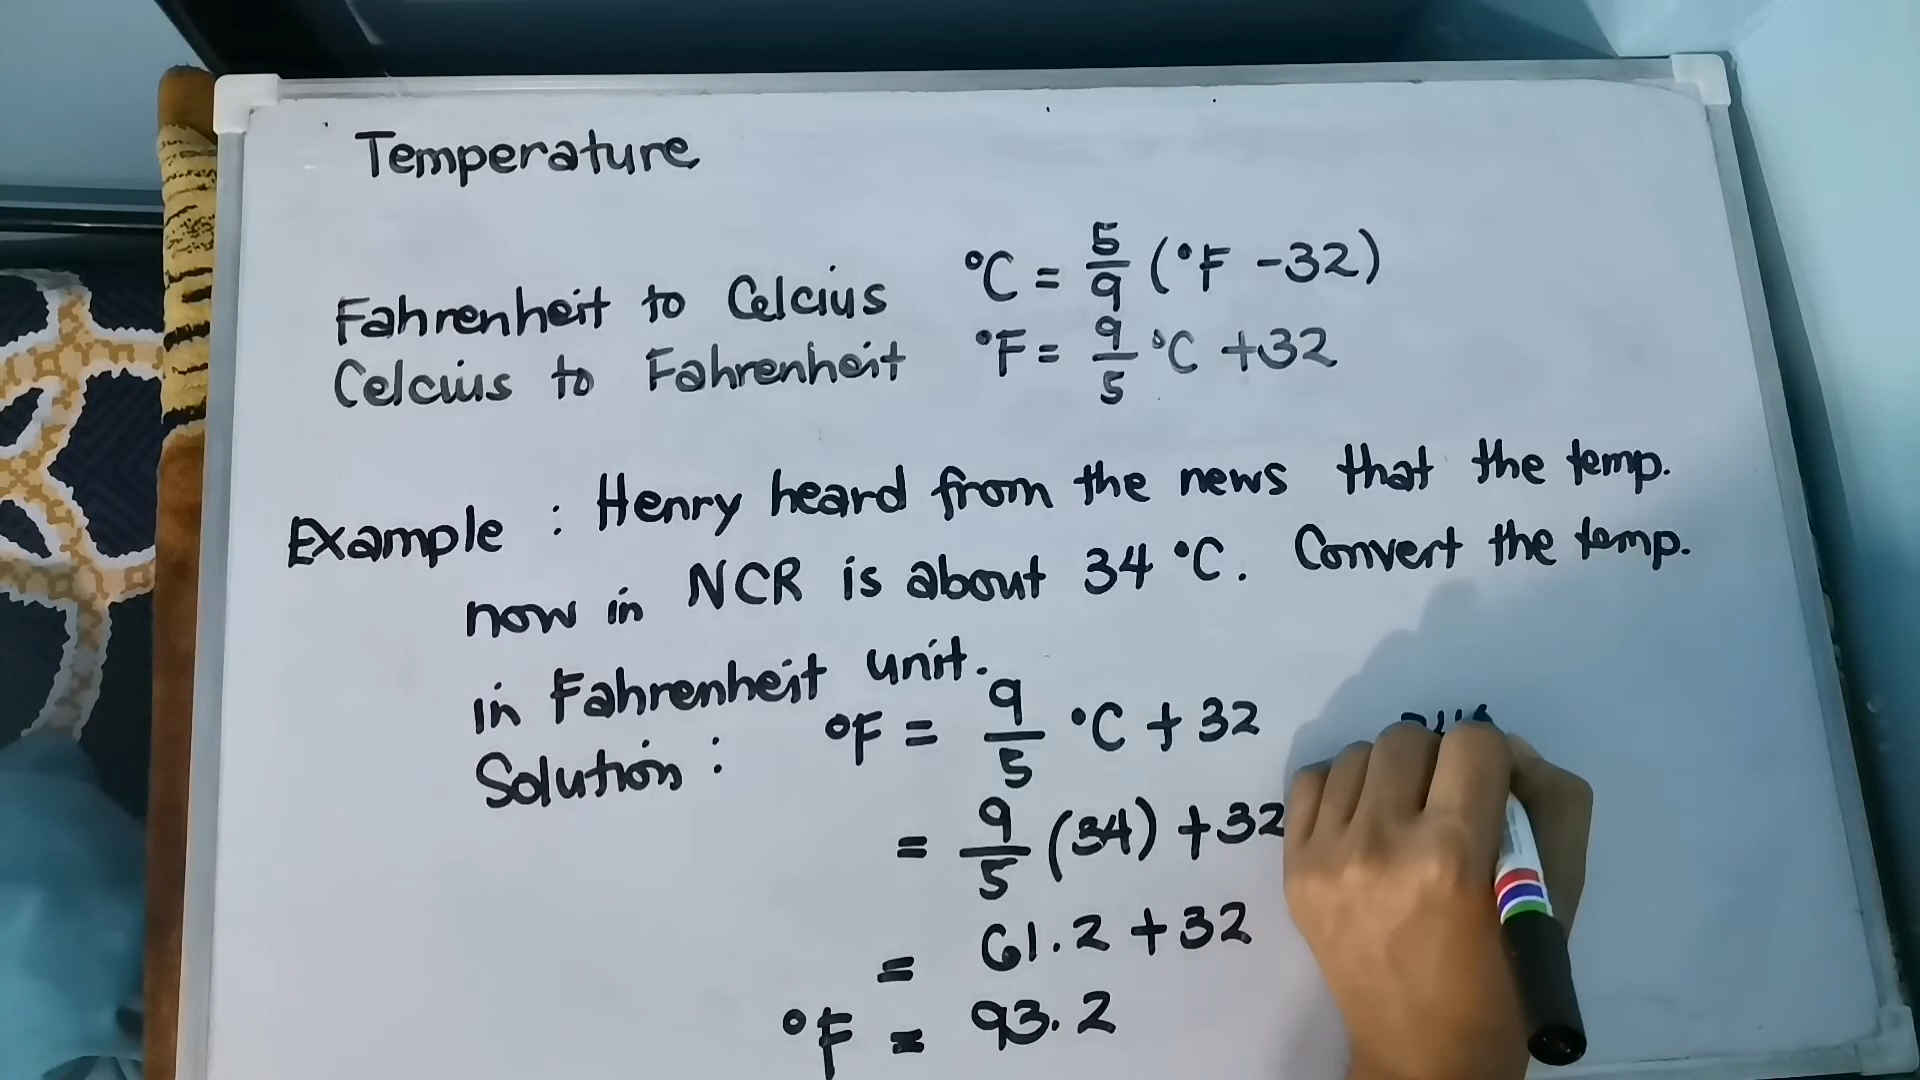 Temperature
Fahrenheit to Celcius °C = 5/9 (°F - 32)
Celcius to Fahrenheit °F = 9/5 °C + 32
Example : Henry heard from the news that the temp.
now in NCR is about 34 °C. Convert the temp.
in Fahrenheit unit.
Solution : °F = 9/5 °C + 32
= 9/5 (34) + 32
= 61.2 + 32
°F = 93.2